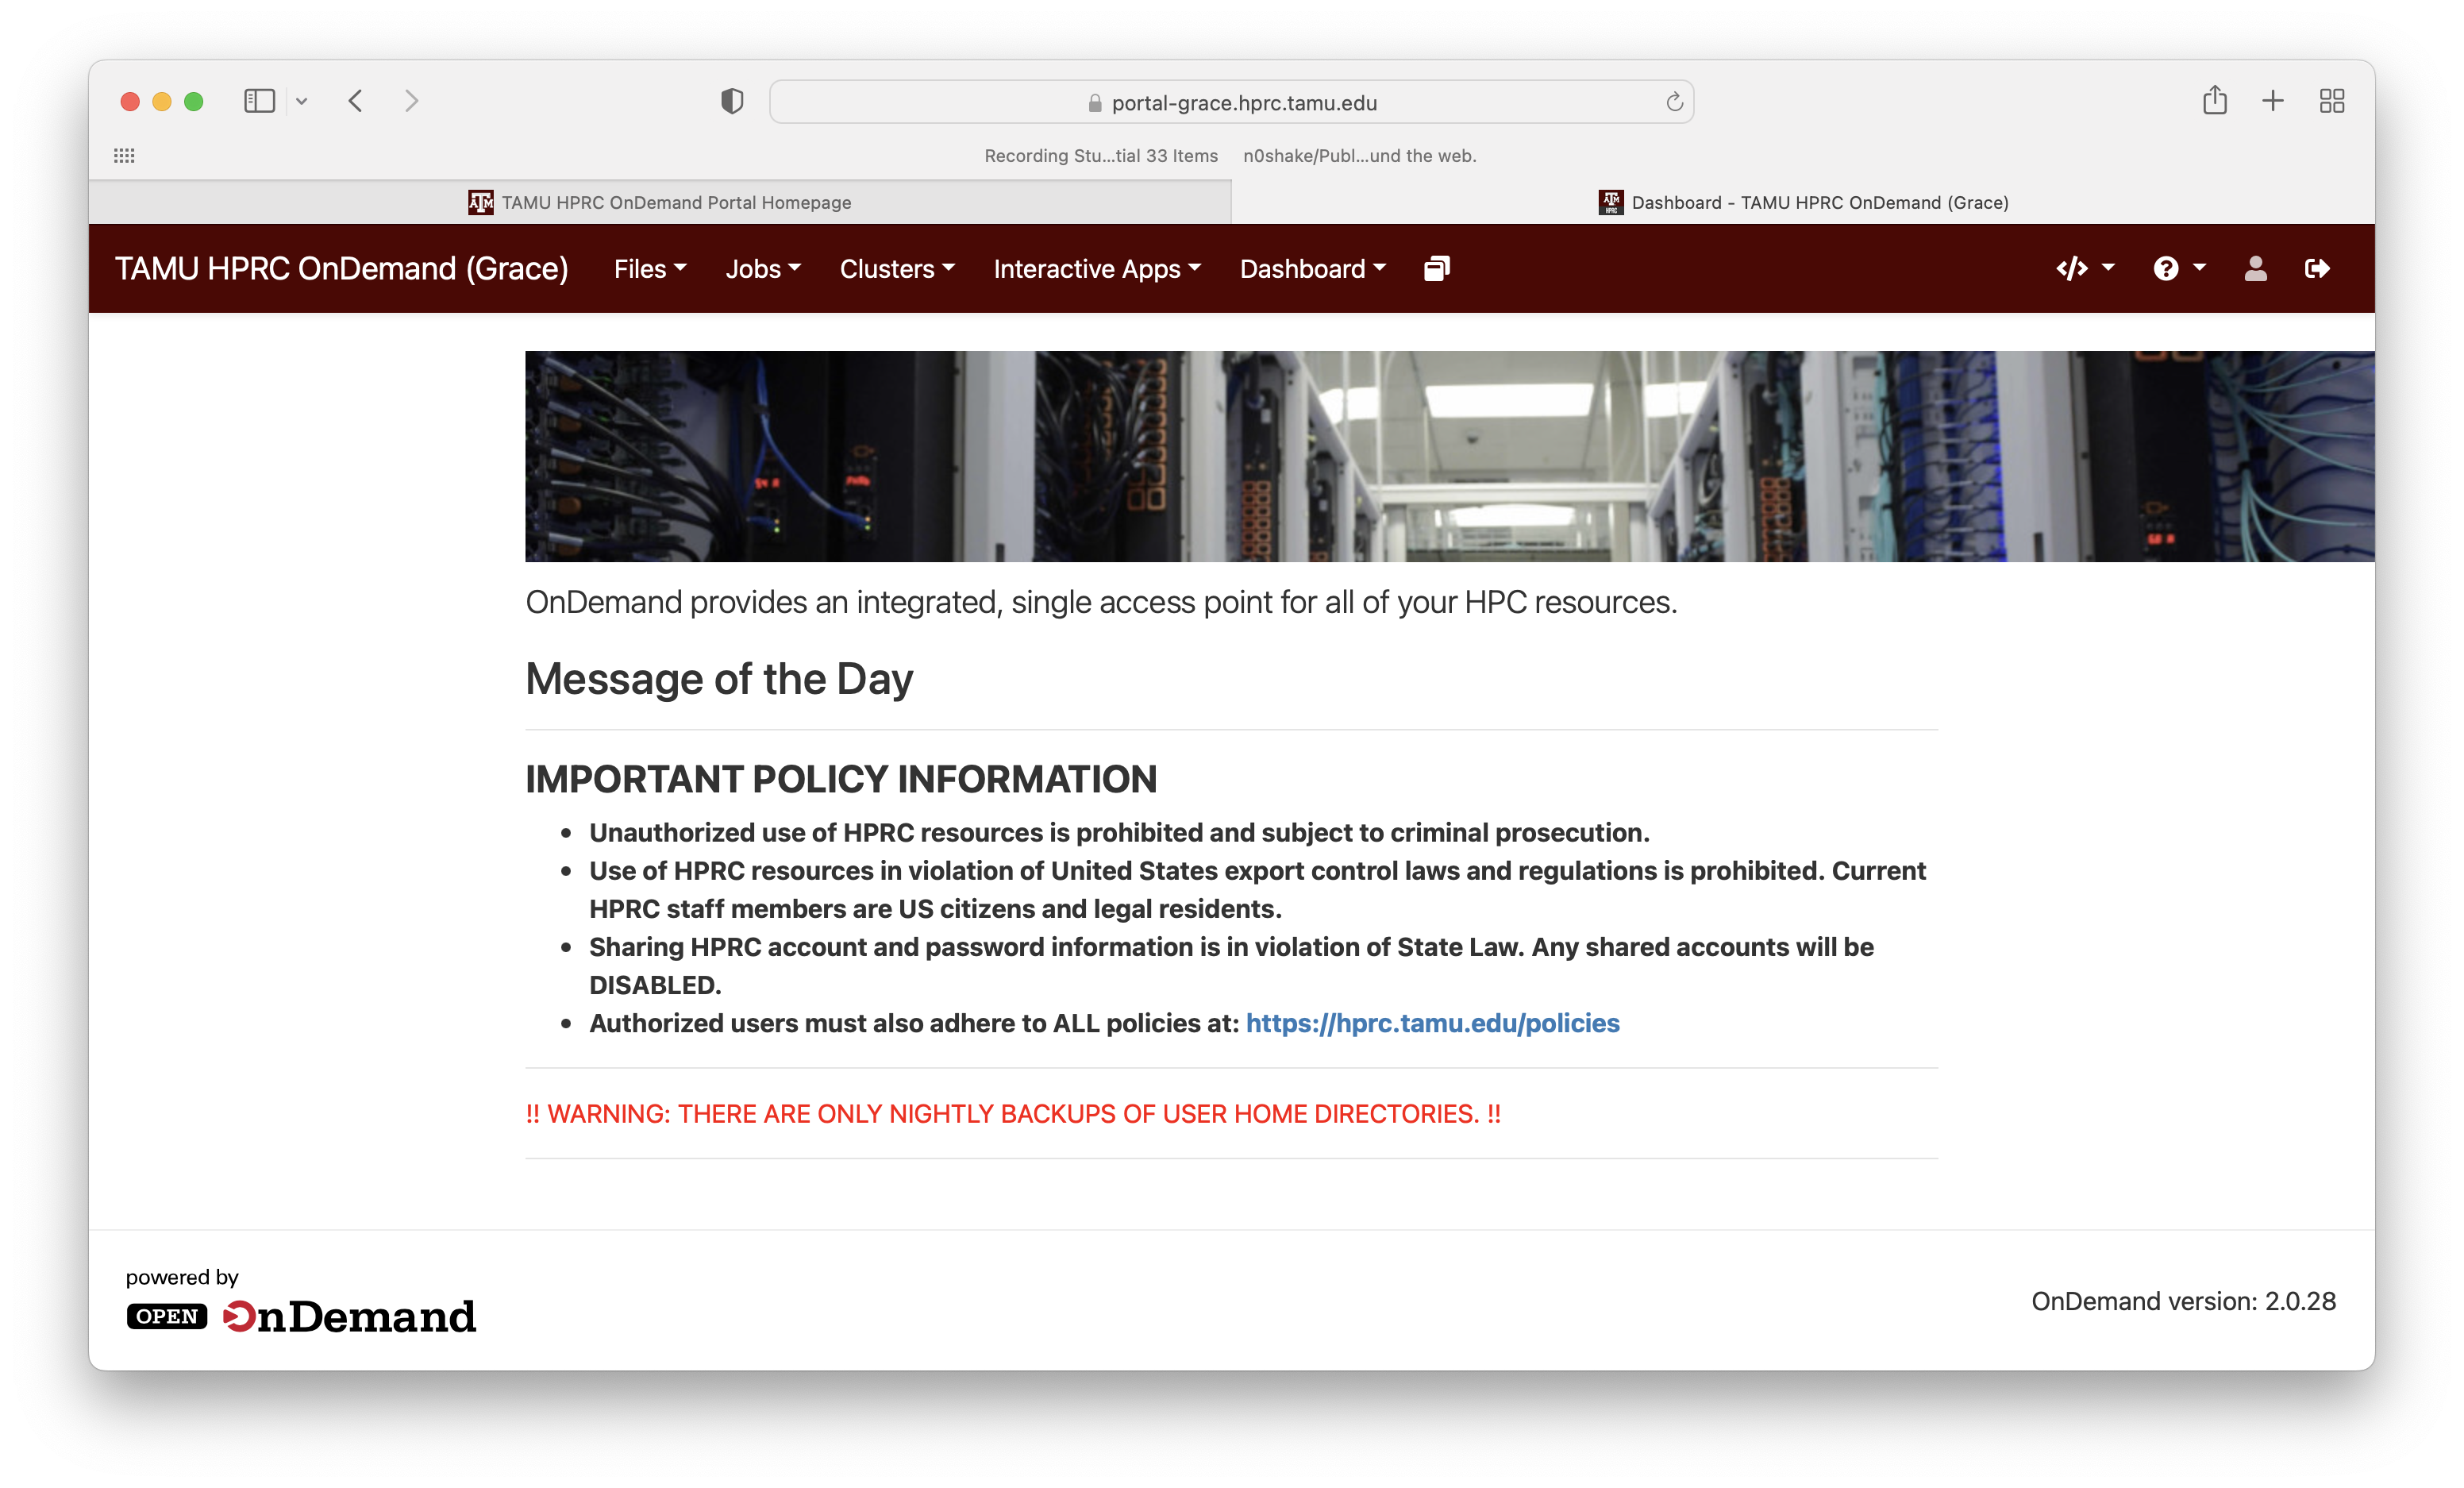 portal-grace.hprc.tamu.edu
Recording Stu...tial 33 Items n0shake/Publ...und the web.
TAMU HPRC OnDemand Portal Homepage
Dashboard - TAMU HPRC OnDemand (Grace)
TAMU HPRC OnDemand (Grace) Files Jobs Clusters Interactive Apps Dashboard
OnDemand provides an integrated, single access point for all of your HPC resources.
Message of the Day
IMPORTANT POLICY INFORMATION
• Unauthorized use of HPRC resources is prohibited and subject to criminal prosecution.
• Use of HPRC resources in violation of United States export control laws and regulations is prohibited. Current
HPRC staff members are US citizens and legal residents.
• Sharing HPRC account and password information is in violation of State Law. Any shared accounts will be
DISABLED.
• Authorized users must also adhere to ALL policies at: https://hprc.tamu.edu/policies
!! WARNING: THERE ARE ONLY NIGHTLY BACKUPS OF USER HOME DIRECTORIES. !!
powered by
OPEN OnDemand
OnDemand version: 2.0.28